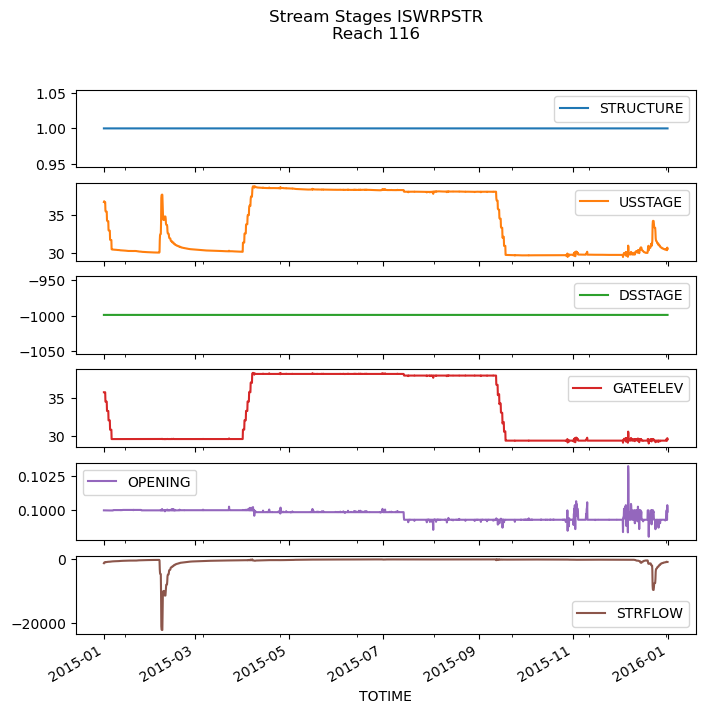 Stream Stages ISWRPSTR
Reach 116
1.05
1.00
0.95
STRUCTURE
35
30
USSTAGE
−950
−1000
−1050
DSSTAGE
35
30
GATEELEV
0.1025
0.1000
OPENING
0
−20000
STRFLOW
2015-01
2015-03
2015-05
2015-07
2015-09
2015-11
2016-01
TOTIME